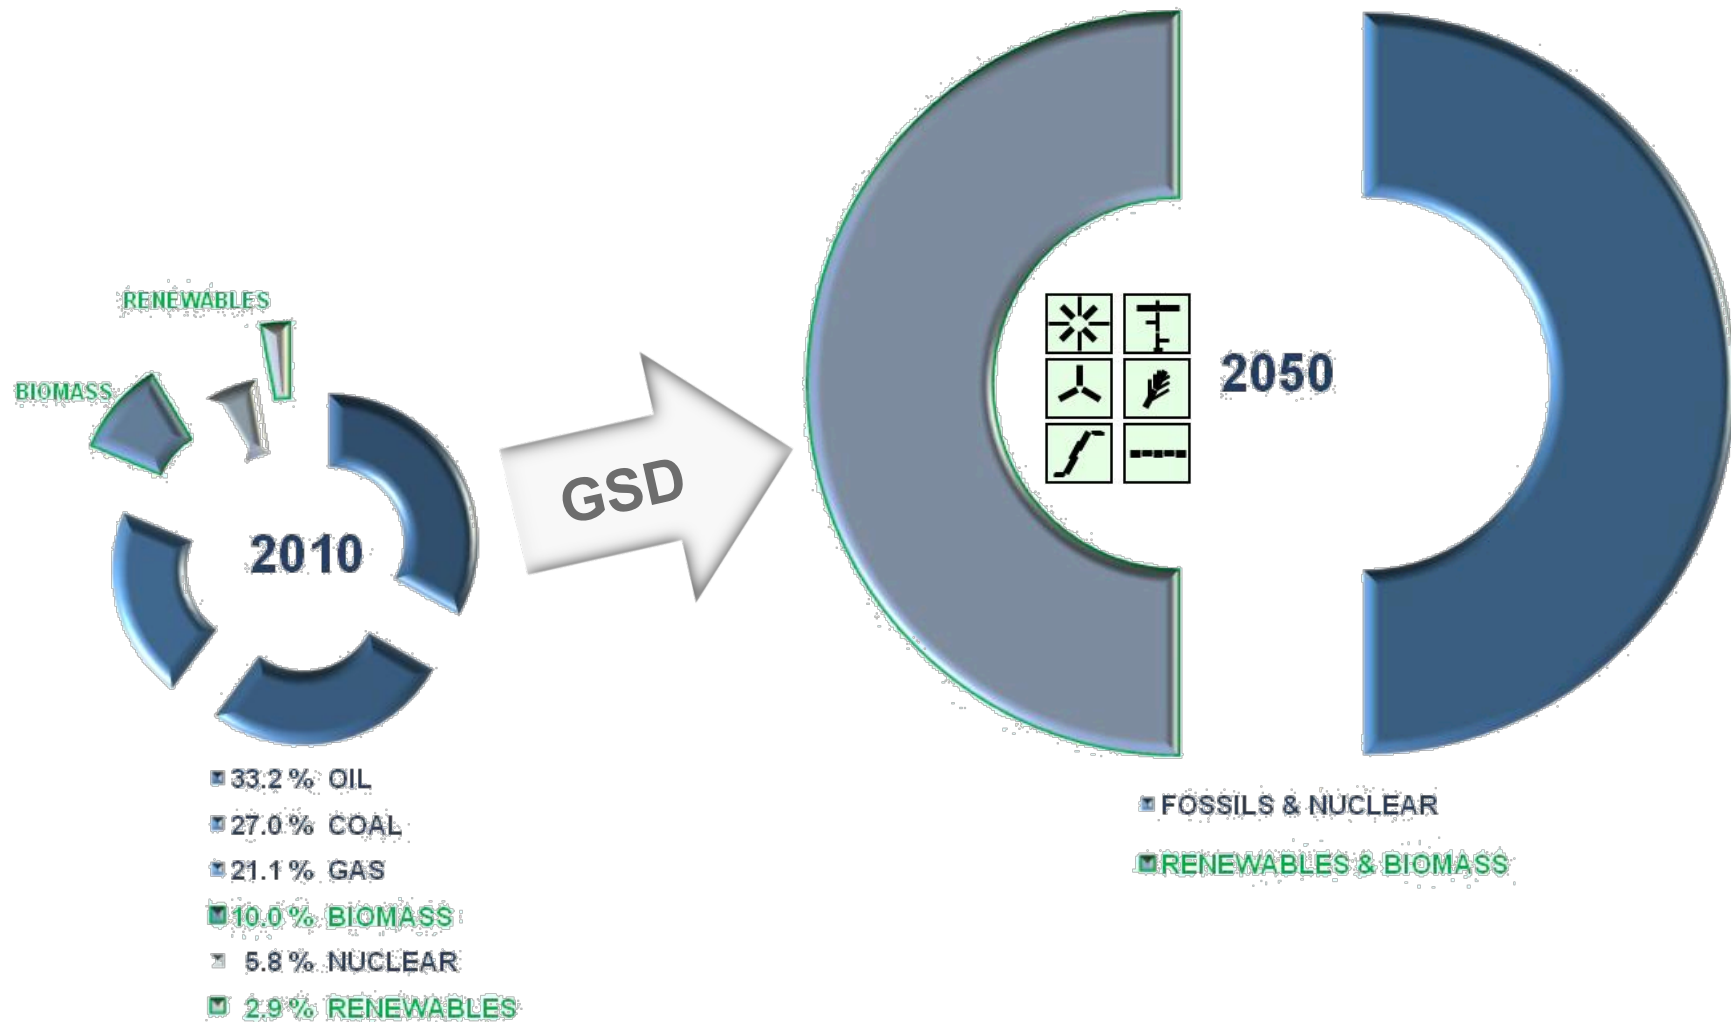 RENEWABLES
BIOMASS
2010
33.2 % OIL
27.0 % COAL
21.1 % GAS
10.0 % BIOMASS
5.8 % NUCLEAR
2.9 % RENEWABLES
GSD
2050
FOSSILS & NUCLEAR
RENEWABLES & BIOMASS